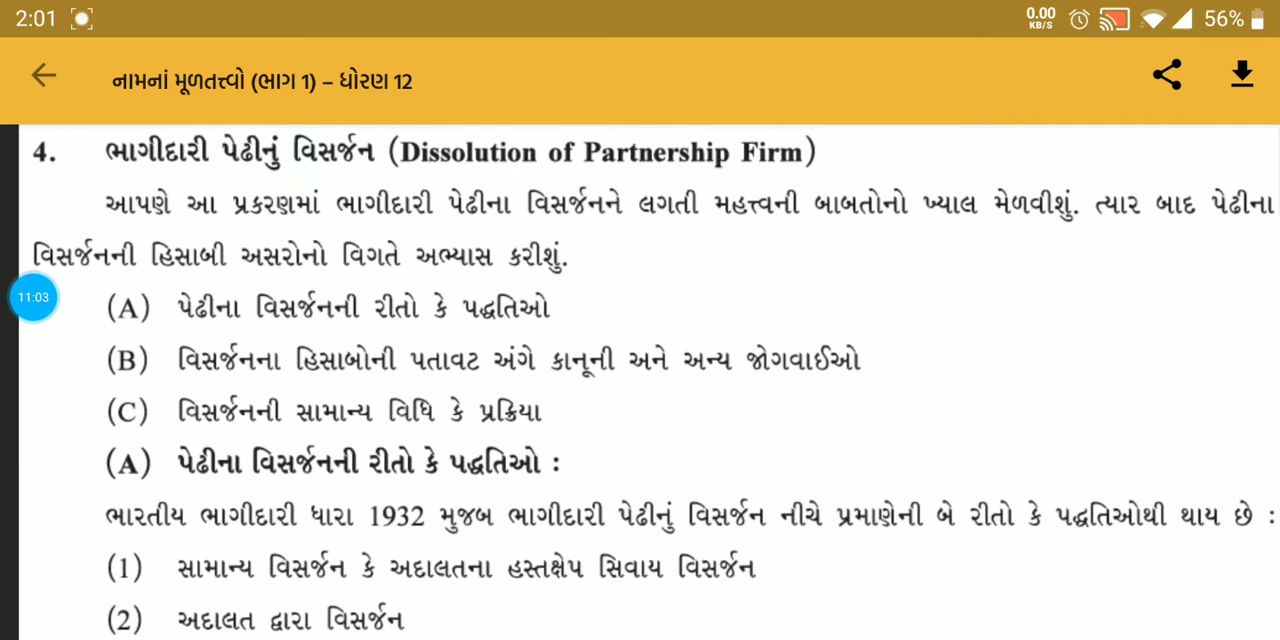 2:01 0.00 KB/S 56%
નામનાં મૂળતત્ત્વો (ભાગ 1) – ધોરણ 12
4. ભાગીદારી પેઢીનું વિસર્જન (Dissolution of Partnership Firm)
આપણે આ પ્રકરણમાં ભાગીદારી પેઢીના વિસર્જનને લગતી મહત્ત્વની બાબતોનો ખ્યાલ મેળવીશું. ત્યાર બાદ પેઢીના
વિસર્જનની હિસાબી અસરોનો વિગતે અભ્યાસ કરીશું.
11:03
(A) પેઢીના વિસર્જનની રીતો કે પદ્ધતિઓ
(B) વિસર્જનના હિસાબોની પતાવટ અંગે કાનૂની અને અન્ય જોગવાઈઓ
(C) વિસર્જનની સામાન્ય વિધિ કે પ્રક્રિયા
(A) પેઢીના વિસર્જનની રીતો કે પદ્ધતિઓ :
ભારતીય ભાગીદારી ધારા 1932 મુજબ ભાગીદારી પેઢીનું વિસર્જન નીચે પ્રમાણેની બે રીતો કે પદ્ધતિઓથી થાય છે :
(1) સામાન્ય વિસર્જન કે અદાલતના હસ્તક્ષેપ સિવાય વિસર્જન
(2) અદાલત દ્વારા વિસર્જન